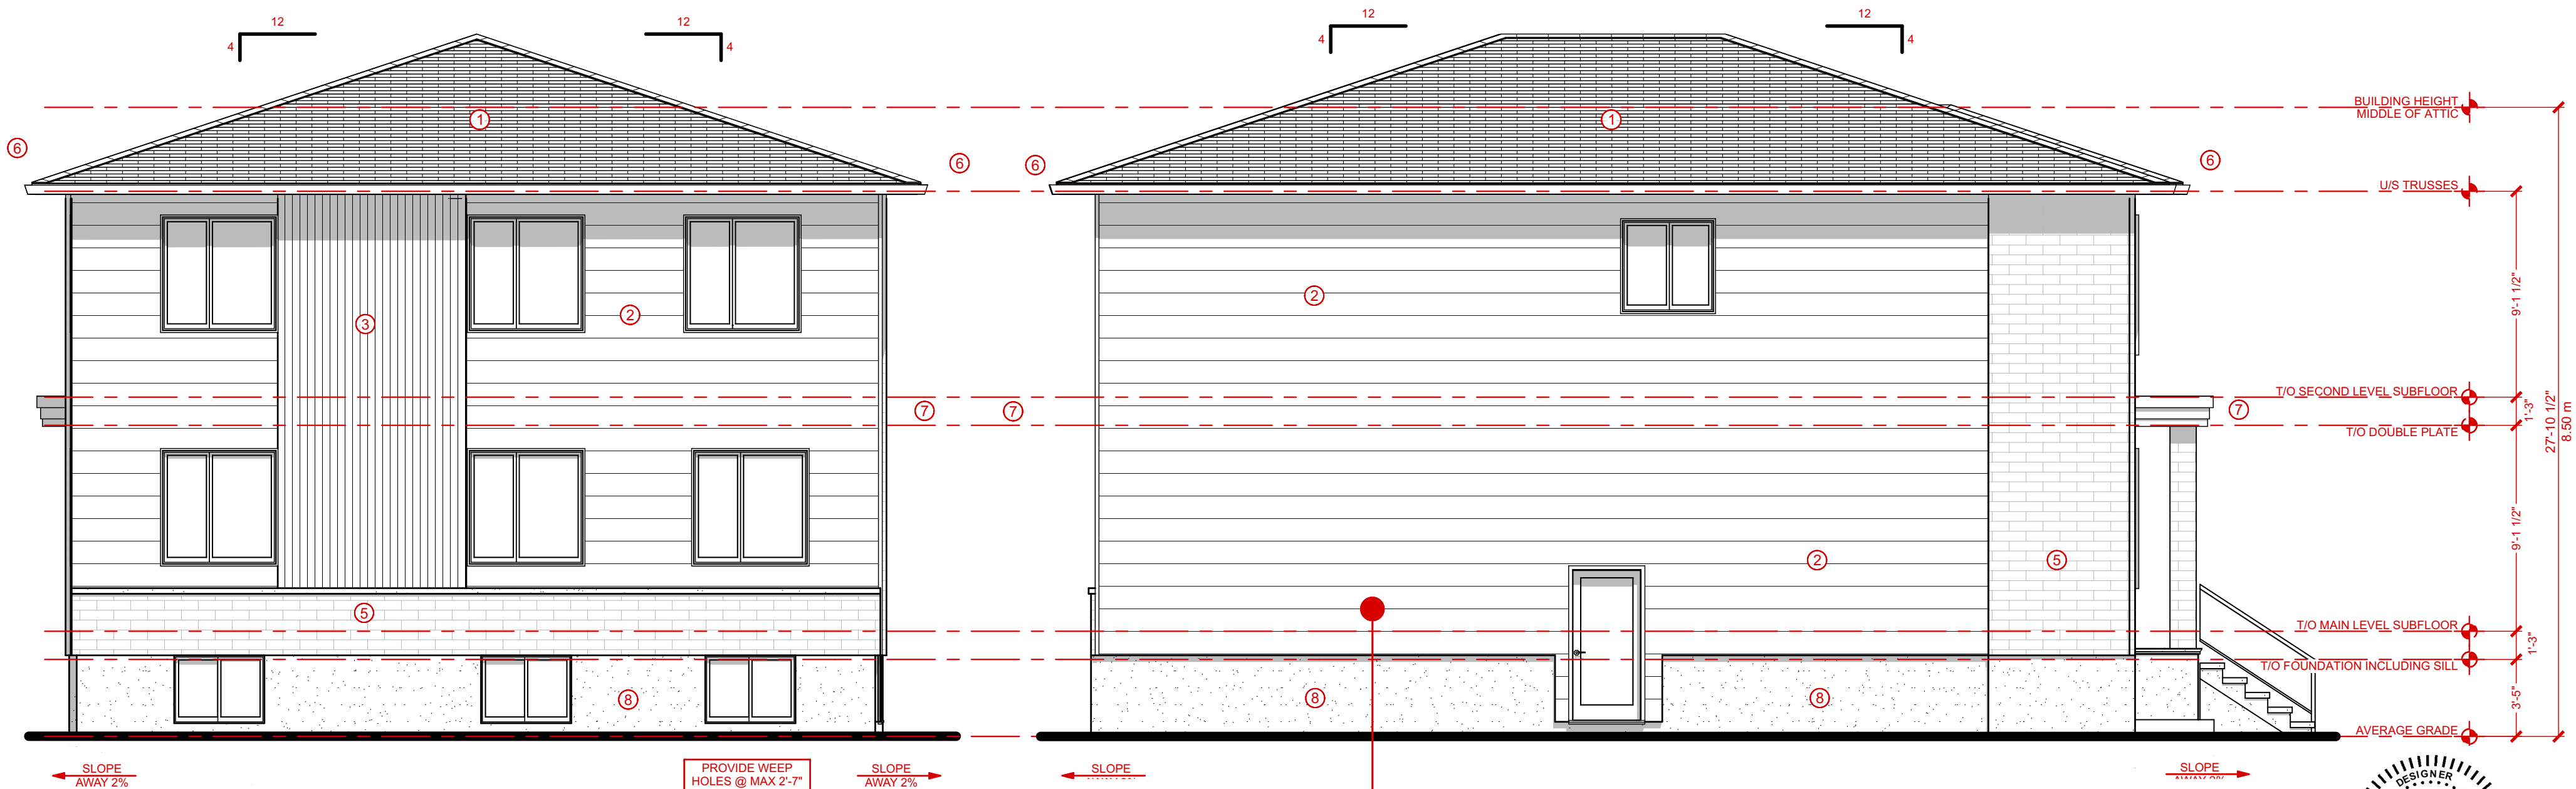 12
4
12
4
12
4
12
4
1
1
6
6
6
6
BUILDING HEIGHT
MIDDLE OF ATTIC
U/S TRUSSES
9'-1 1/2"
3
2
2
T/O SECOND LEVEL SUBFLOOR
7
7
7
1'-3"
T/O DOUBLE PLATE
27'-10 1/2"
8.50 m
9'-1 1/2"
2
5
5
T/O MAIN LEVEL SUBFLOOR
1'-3"
T/O FOUNDATION INCLUDING SILL
8
8
8
3'-5"
AVERAGE GRADE
SLOPE
AWAY 2%
PROVIDE WEEP
HOLES @ MAX 2'-7"
SLOPE
AWAY 2%
SLOPE
SLOPE
AWAY 2%
DESIGNER